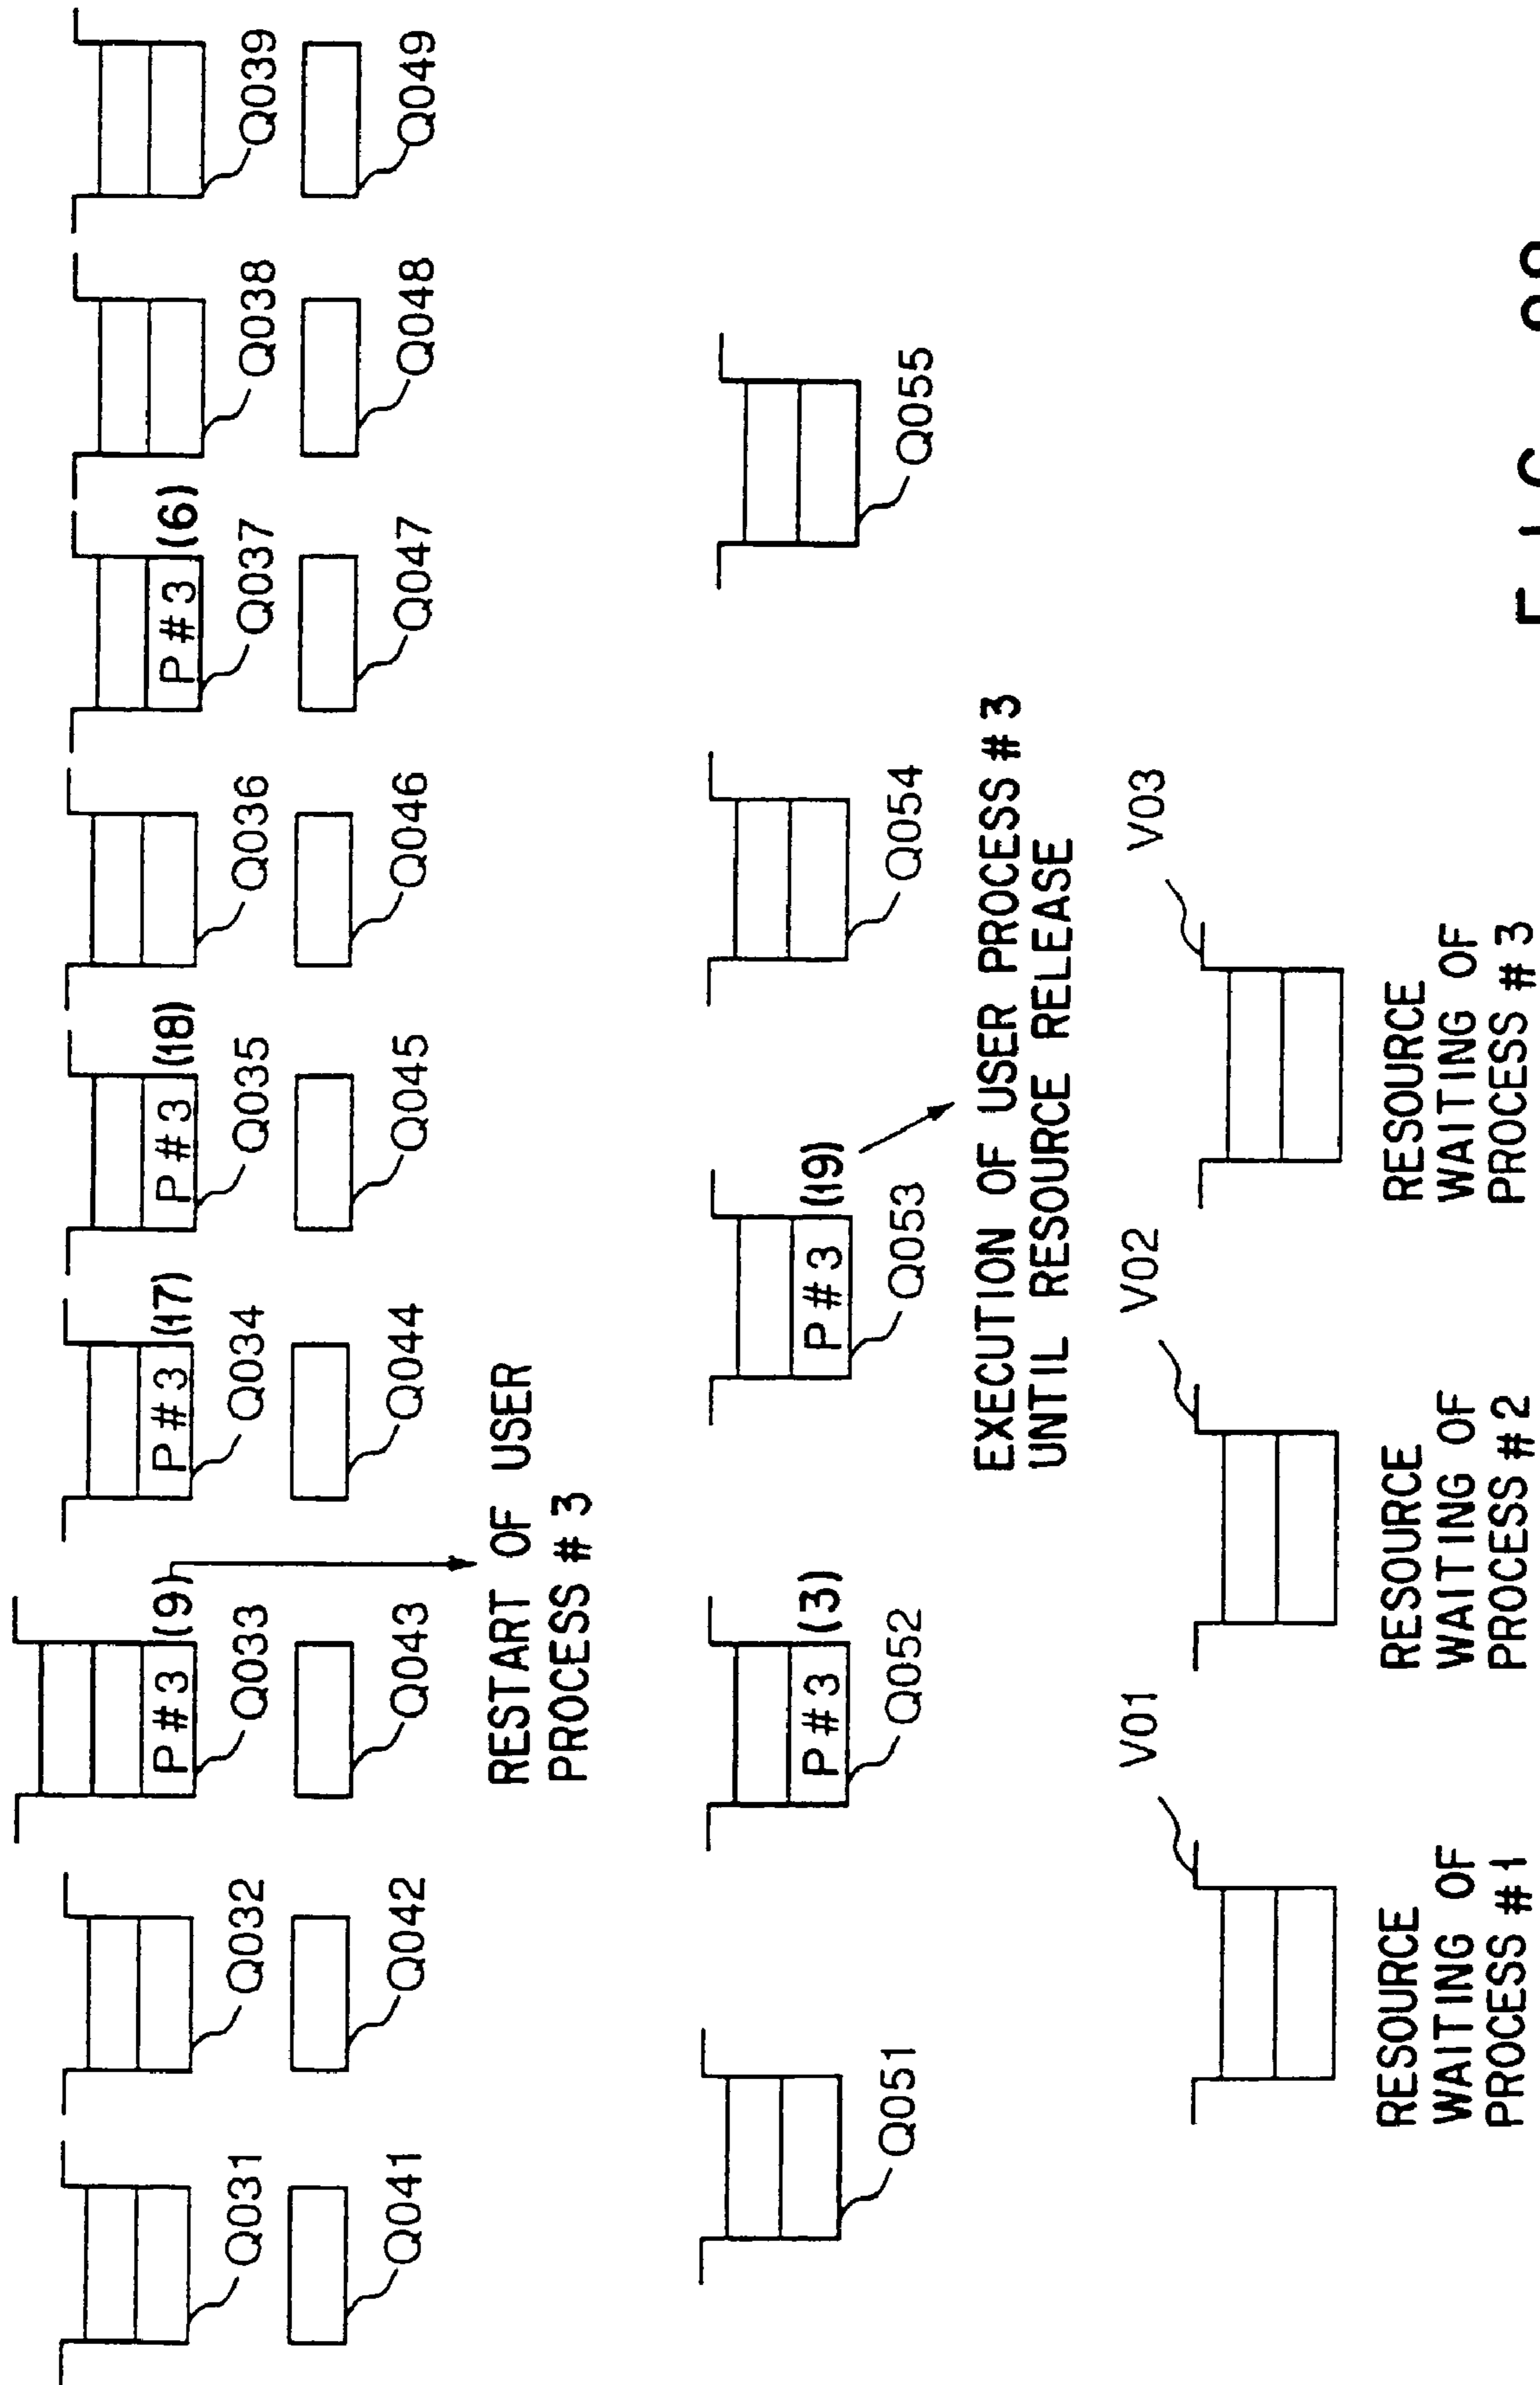 P#3 (9)
P#3 (17)
P#3 (18)
P#3 (6)
Q031
Q032
Q033
Q034
Q035
Q036
Q037
Q038
Q039
Q041
Q042
Q043
Q044
Q045
Q046
Q047
Q048
Q049
RESTART OF USER
PROCESS #3
P#3 (3)
P#3 (19)
Q051
Q052
Q053
Q054
Q055
EXECUTION OF USER PROCESS #3
UNTIL RESOURCE RELEASE
V01
V02
V03
RESOURCE
WAITING OF
PROCESS #1
RESOURCE
WAITING OF
PROCESS #2
RESOURCE
WAITING OF
PROCESS #3